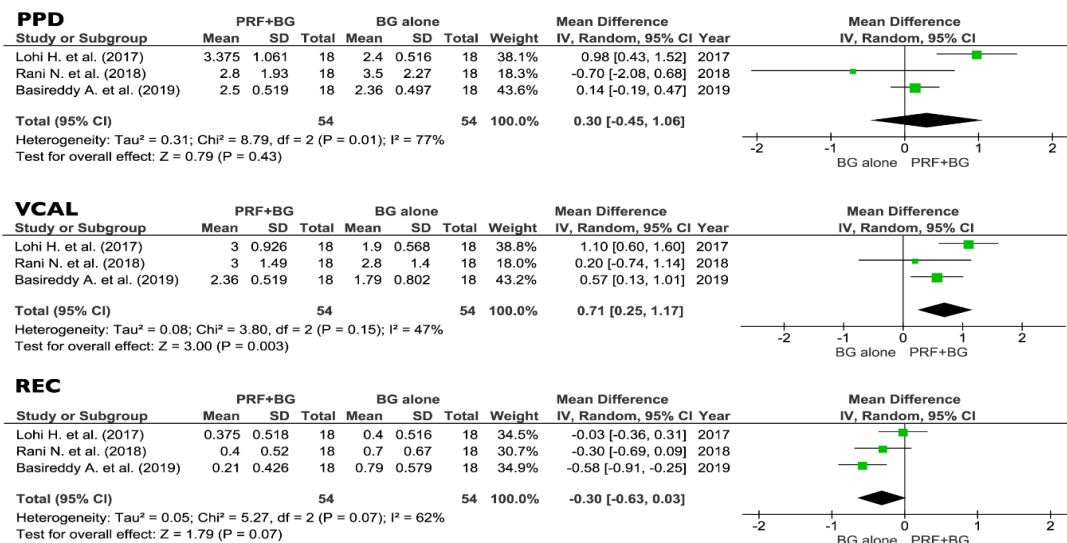 PPD
PRF+BG BG alone Mean Difference Mean Difference
Study or Subgroup Mean SD Total Mean SD Total Weight IV, Random, 95% CI Year IV, Random, 95% CI
Lohi H. et al. (2017) 3.375 1.061 18 2.4 0.516 18 38.1% 0.98 [0.43, 1.52] 2017
Rani N. et al. (2018) 2.8 1.93 18 3.5 2.27 18 18.3% -0.70 [-2.08, 0.68] 2018
Basireddy A. et al. (2019) 2.5 0.519 18 2.36 0.497 18 43.6% 0.14 [-0.19, 0.47] 2019
Total (95% CI) 54 54 100.0% 0.30 [-0.45, 1.06]
Heterogeneity: Tau² = 0.31; Chi² = 8.79, df = 2 (P = 0.01); I² = 77%
Test for overall effect: Z = 0.79 (P = 0.43)
-2 -1 0 1 2
BG alone PRF+BG
VCAL
PRF+BG BG alone Mean Difference Mean Difference
Study or Subgroup Mean SD Total Mean SD Total Weight IV, Random, 95% CI Year IV, Random, 95% CI
Lohi H. et al. (2017) 3 0.926 18 1.9 0.568 18 38.8% 1.10 [0.60, 1.60] 2017
Rani N. et al. (2018) 3 1.49 18 2.8 1.4 18 18.0% 0.20 [-0.74, 1.14] 2018
Basireddy A. et al. (2019) 2.36 0.519 18 1.79 0.802 18 43.2% 0.57 [0.13, 1.01] 2019
Total (95% CI) 54 54 100.0% 0.71 [0.25, 1.17]
Heterogeneity: Tau² = 0.08; Chi² = 3.80, df = 2 (P = 0.15); I² = 47%
Test for overall effect: Z = 3.00 (P = 0.003)
-2 -1 0 1 2
BG alone PRF+BG
REC
PRF+BG BG alone Mean Difference Mean Difference
Study or Subgroup Mean SD Total Mean SD Total Weight IV, Random, 95% CI Year IV, Random, 95% CI
Lohi H. et al. (2017) 0.375 0.518 18 0.4 0.516 18 34.5% -0.03 [-0.36, 0.31] 2017
Rani N. et al. (2018) 0.4 0.52 18 0.7 0.67 18 30.7% -0.30 [-0.69, 0.09] 2018
Basireddy A. et al. (2019) 0.21 0.426 18 0.79 0.579 18 34.9% -0.58 [-0.91, -0.25] 2019
Total (95% CI) 54 54 100.0% -0.30 [-0.63, 0.03]
Heterogeneity: Tau² = 0.05; Chi² = 5.27, df = 2 (P = 0.07); I² = 62%
Test for overall effect: Z = 1.79 (P = 0.07)
-2 -1 0 1 2
BG alone PRF+BG